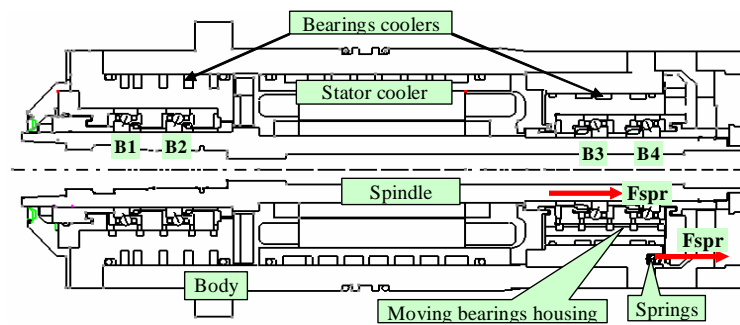 Bearings coolers
Stator cooler
B1 B2 B3 B4
Spindle
Fspr
Fspr
Body
Moving bearings housing
Springs